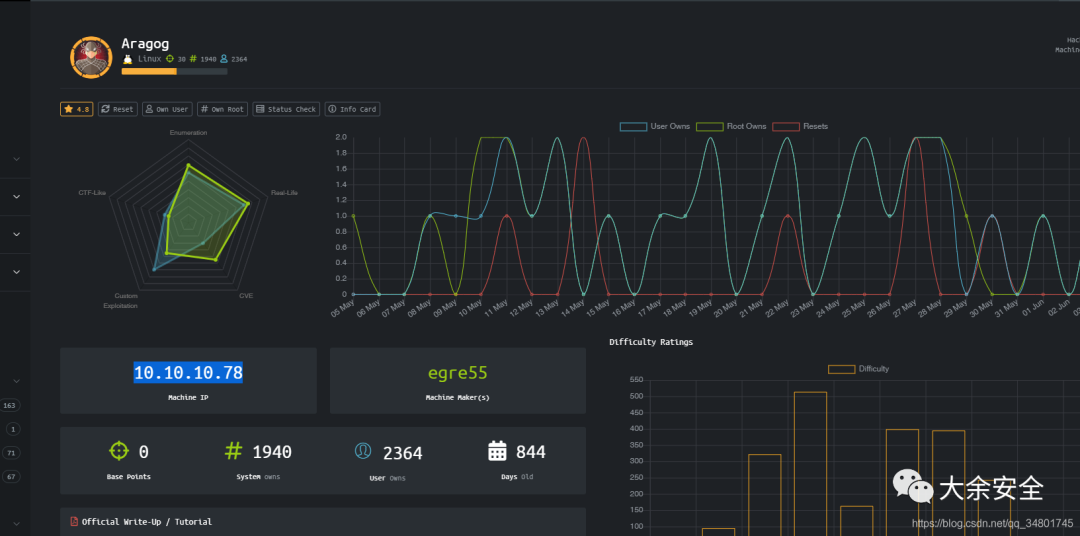 Aragog
Linux 30 # 1940 2364
Hac
Machine
4.8 Reset Own User # Own Root Status Check Info Card
Enumeration
CTF-Like
Real-Life
Custom
Exploitation
CVE
User Owns Root Owns Resets
2.0
1.8
1.6
1.4
1.2
1.0
0.8
0.6
0.4
0.2
0
05 May 06 May 07 May 08 May 09 May 10 May 11 May 12 May 13 May 14 May 15 May 16 May 17 May 18 May 19 May 20 May 21 May 22 May 23 May 24 May 25 May 26 May 27 May 28 May 29 May 30 May 31 May 01 Jun 02 Jun
10.10.10.78
Machine IP
egre55
Machine Maker(s)
0
Base Points
# 1940
System owns
2364
User Owns
844
Days Old
Official Write-Up / Tutorial
Difficulty Ratings
Difficulty
550
500
450
400
350
300
250
200
150
100
163
1
71
67
大余安全
https://blog.csdn.net/qq_34801745